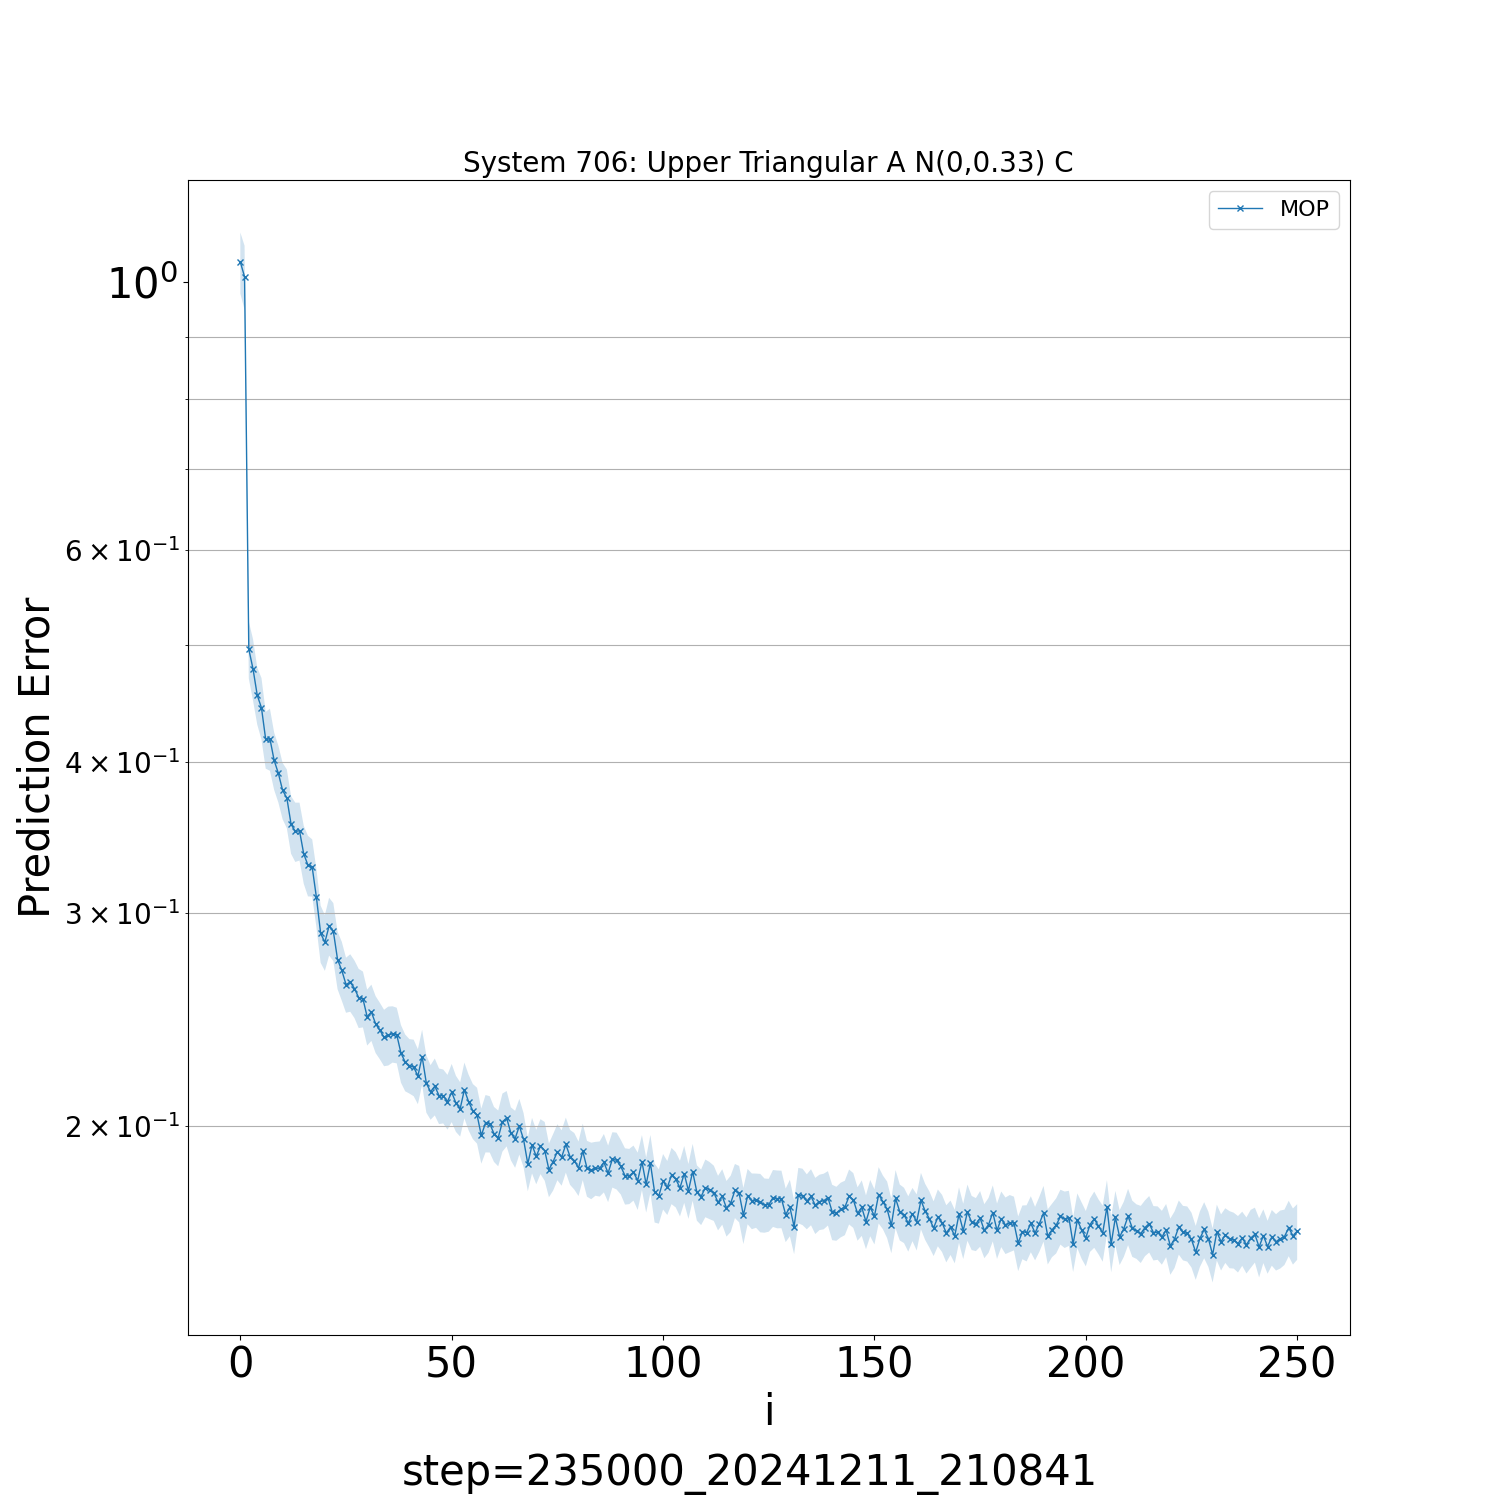 System 706: Upper Triangular A N(0,0.33) C
MOP
10⁰
6 × 10⁻¹
4 × 10⁻¹
3 × 10⁻¹
2 × 10⁻¹
Prediction Error
0 50 100 150 200 250
i
step=235000_20241211_210841